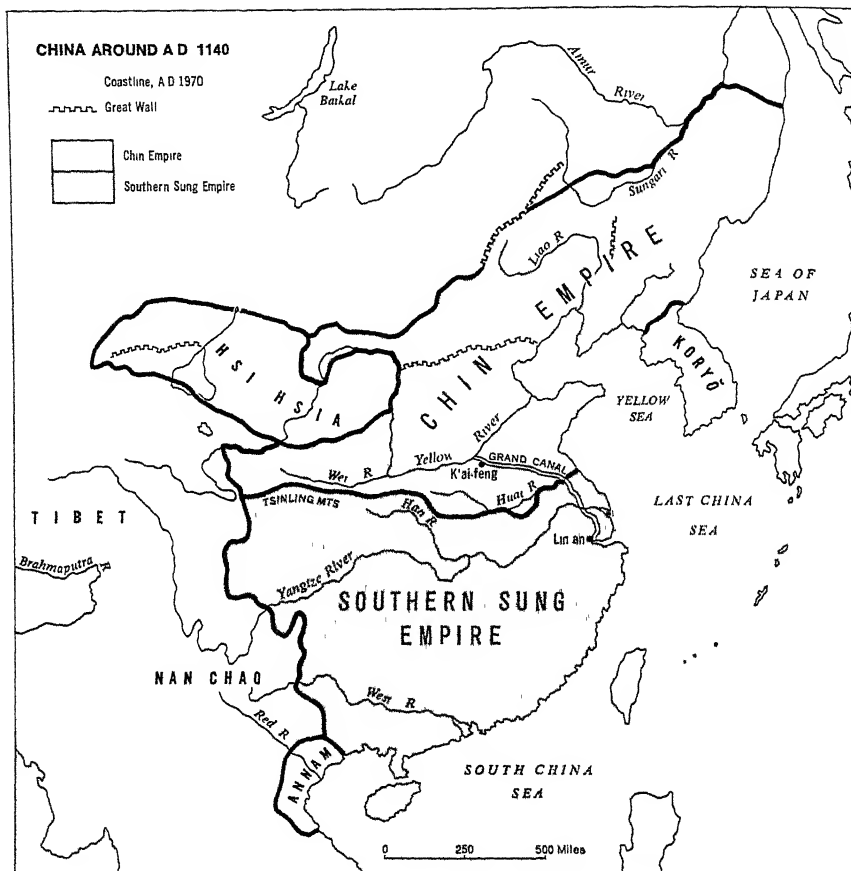 CHINA AROUND A D 1140
Coastline, A D 1970
Great Wall
Chin Empire
Southern Sung Empire
Lake
Baikal
Amur
River
Sungari R
Liao R
CHIN EMPIRE
SEA OF
JAPAN
KORYŎ
HSI HSIA
YELLOW
SEA
Wei R
Yellow River
GRAND CANAL
K'ai-feng
Huai R
TSINLING MTS
Han R
Lin an
LAST CHINA
SEA
TIBET
Brahmaputra R
Yangtze River
SOUTHERN SUNG
EMPIRE
NAN CHAO
West R
Red R
ANNAM
SOUTH CHINA
SEA
0 250 500 Miles